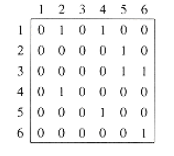 1 2 3 4 5 6
1 0 1 0 1 0 0
2 0 0 0 0 1 0
3 0 0 0 0 1 1
4 0 1 0 0 0 0
5 0 0 0 1 0 0
6 0 0 0 0 0 1